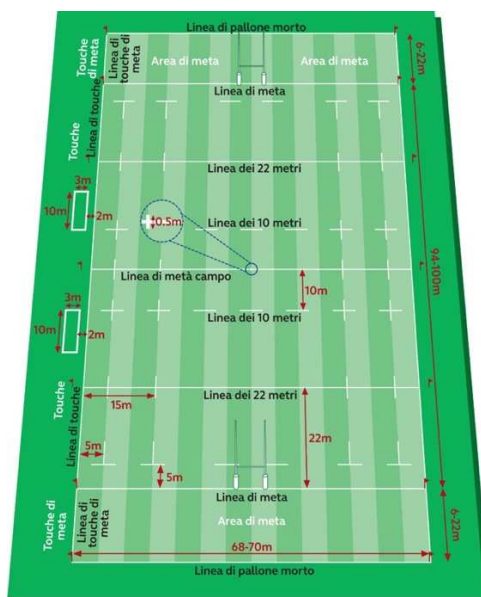 Linea di pallone morto
Touche
di meta
Linea di
touche di
meta
Area di meta
Area di meta
6-22m
Linea di meta
Touche
Linea di touche
Linea dei 22 metri
3m
10m
2m
0.5m
Linea dei 10 metri
94-100m
Linea di metà campo
10m
3m
10m
2m
Linea dei 10 metri
Touche
Linea di touche
Linea dei 22 metri
15m
22m
5m
5m
Linea di meta
Touche di
meta
Linea di
touche di
meta
Area di meta
6-22m
68-70m
Linea di pallone morto